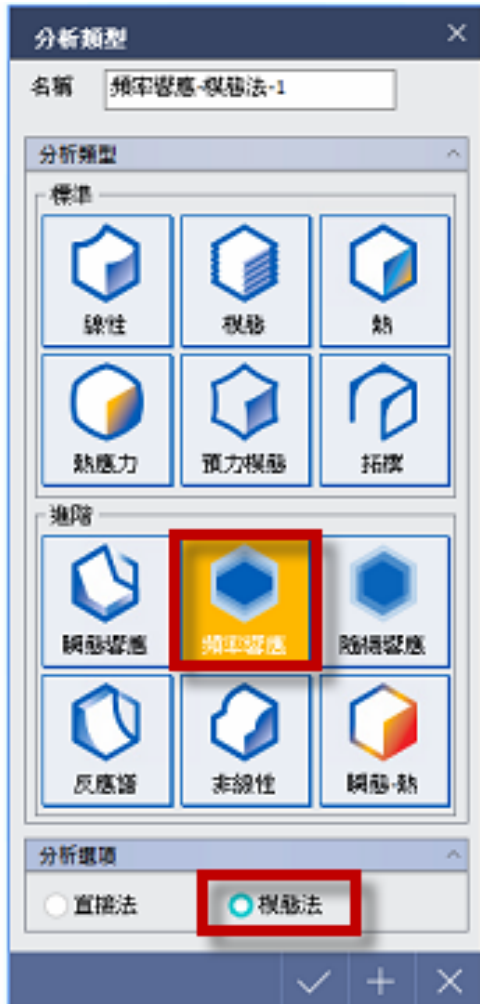 分析類型
名稱 頻率響應-模態法-1
分析類型
標準
線性 模態 熱
熱應力 預力模態 拓撲
進階
瞬態響應 頻率響應 隨機響應
反應譜 非線性 瞬態-熱
分析選項
直接法 模態法